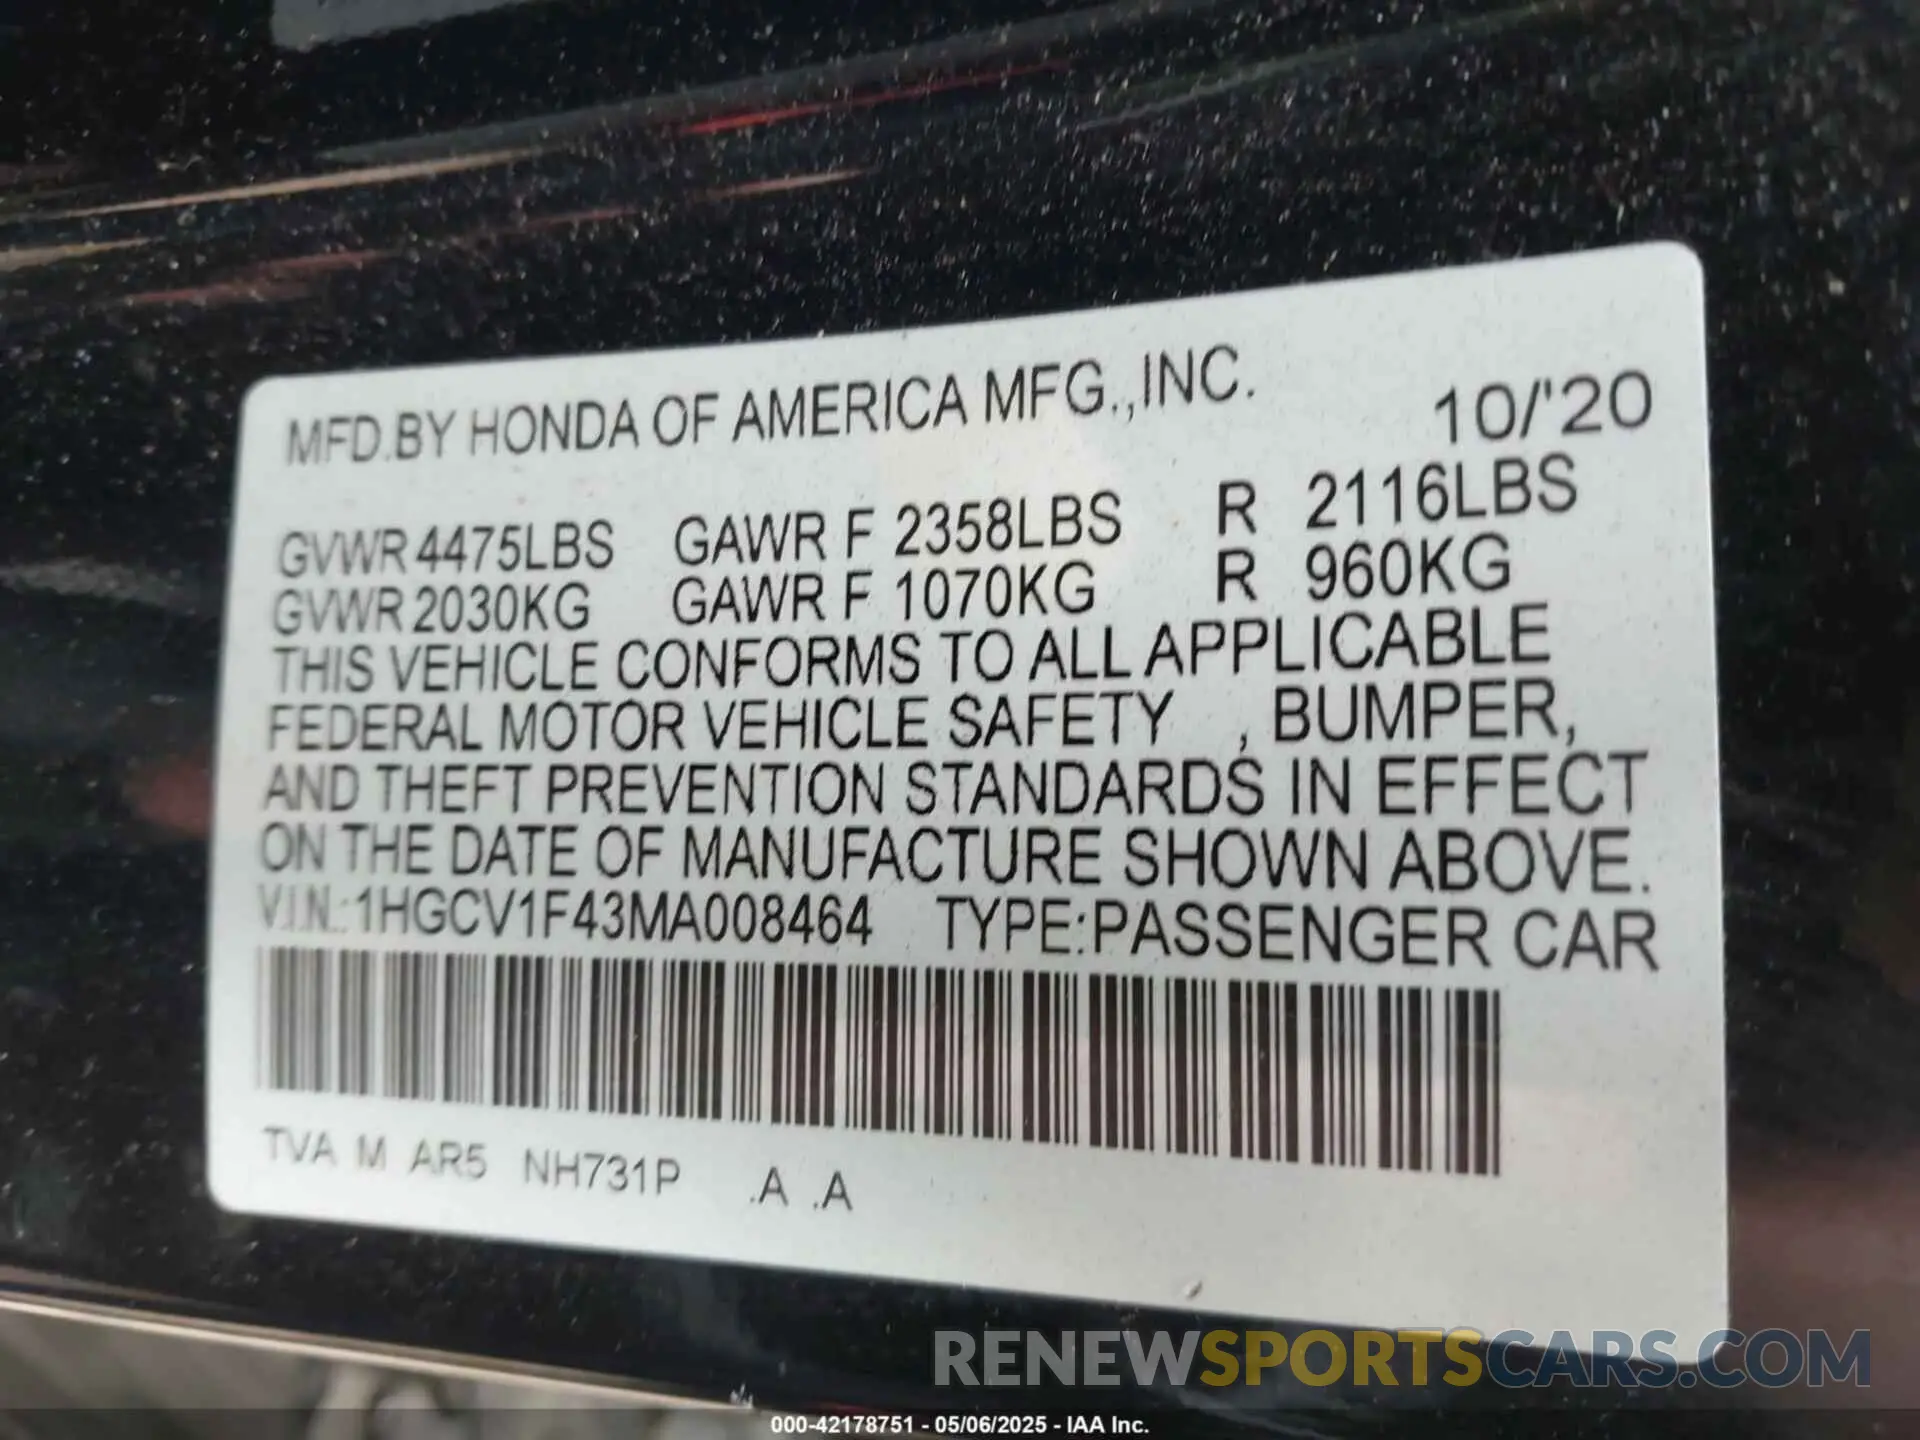 MFD.BY HONDA OF AMERICA MFG.,INC. 10/'20
GVWR 4475LBS GAWR F 2358LBS R 2116LBS
GVWR 2030KG GAWR F 1070KG R 960KG
THIS VEHICLE CONFORMS TO ALL APPLICABLE
FEDERAL MOTOR VEHICLE SAFETY , BUMPER,
AND THEFT PREVENTION STANDARDS IN EFFECT
ON THE DATE OF MANUFACTURE SHOWN ABOVE.
V.I.N.:1HGCV1F43MA008464 TYPE:PASSENGER CAR
TVA M AR5 NH731P .A .A
RENEWSPORTSCARS.COM
000-42178751 - 05/06/2025 - IAA Inc.